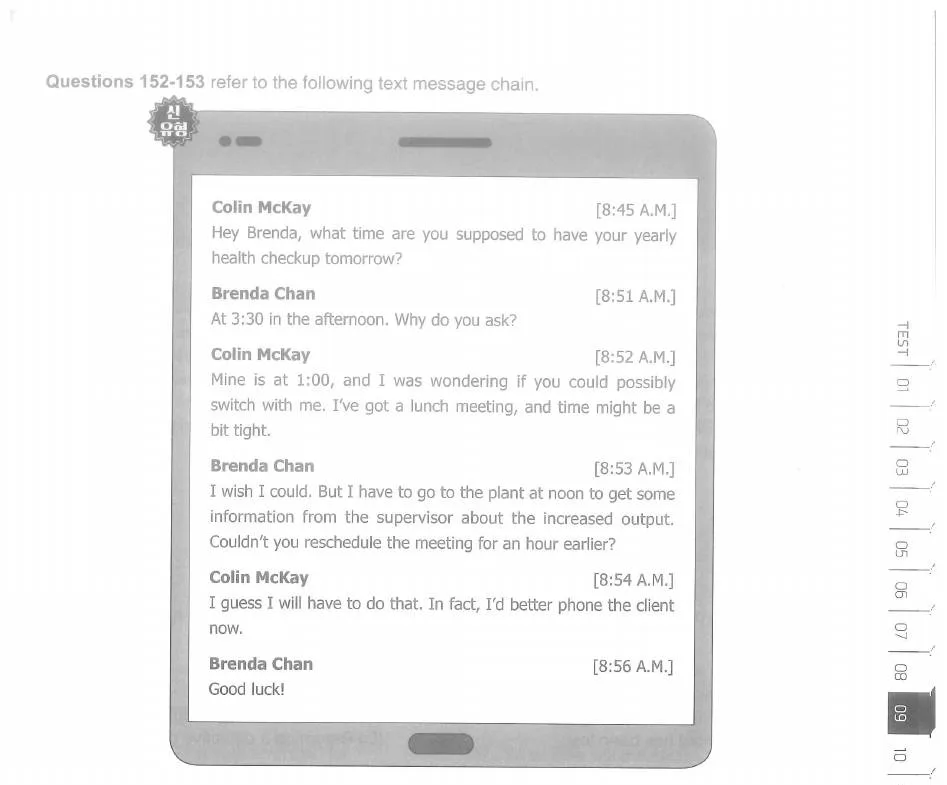 Questions 152-153 refer to the following text message chain.
신
유형
Colin McKay [8:45 A.M.]
Hey Brenda, what time are you supposed to have your yearly
health checkup tomorrow?
Brenda Chan [8:51 A.M.]
At 3:30 in the afternoon. Why do you ask?
Colin McKay [8:52 A.M.]
Mine is at 1:00, and I was wondering if you could possibly
switch with me. I've got a lunch meeting, and time might be a
bit tight.
Brenda Chan [8:53 A.M.]
I wish I could. But I have to go to the plant at noon to get some
information from the supervisor about the increased output.
Couldn't you reschedule the meeting for an hour earlier?
Colin McKay [8:54 A.M.]
I guess I will have to do that. In fact, I'd better phone the client
now.
Brenda Chan [8:56 A.M.]
Good luck!
TEST
01
02
03
04
05
06
07
08
09
10